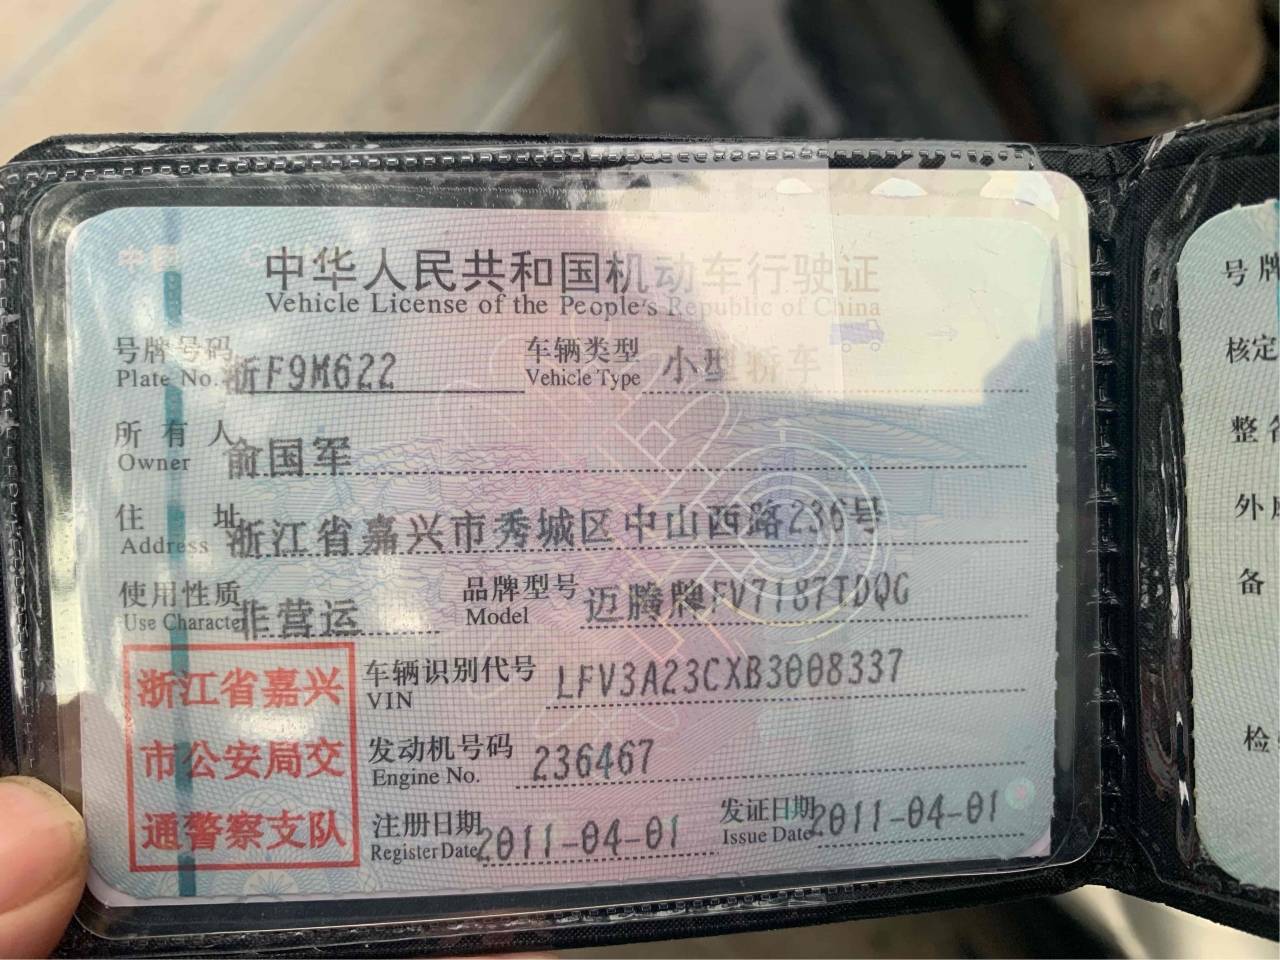 中华人民共和国机动车行驶证
Vehicle License of the People's Republic of China
号牌号码 浙F9M622 车辆类型 小型轿车
Plate No. Vehicle Type
所有人 俞国军
Owner
住址 浙江省嘉兴市秀城区中山西路236号
Address
使用性质 非营运 品牌型号 迈腾牌FV7187TDQG
Use Character Model
车辆识别代号 LFV3A23CXB3008337
VIN
发动机号码 236467
Engine No.
注册日期 2011-04-01 发证日期 2011-04-01
Register Date Issue Date
浙江省嘉兴
市公安局交
通警察支队
号牌
核定
整
外
备
检